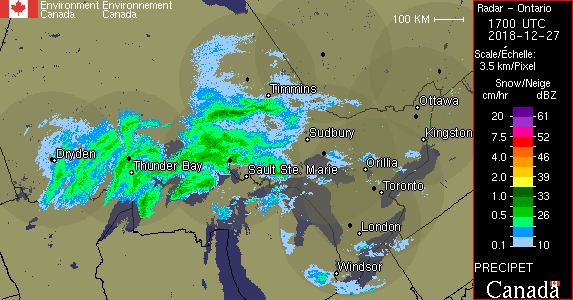 Environment Environnement
Canada Canada
100 KM
Timmins
Ottawa
Sudbury
Kingston
Dryden
Thunder Bay
Sault Ste. Marie
Orillia
Toronto
London
Windsor
Radar - Ontario
1700 UTC
2018-12-27
Scale/Échelle:
3.5 km/Pixel
Snow/Neige
cm/hr dBZ
20 61
7.5 52
4.0 46
2.0 39
1.0 33
0.5 26
0.1 10
PRECIPET
Canada